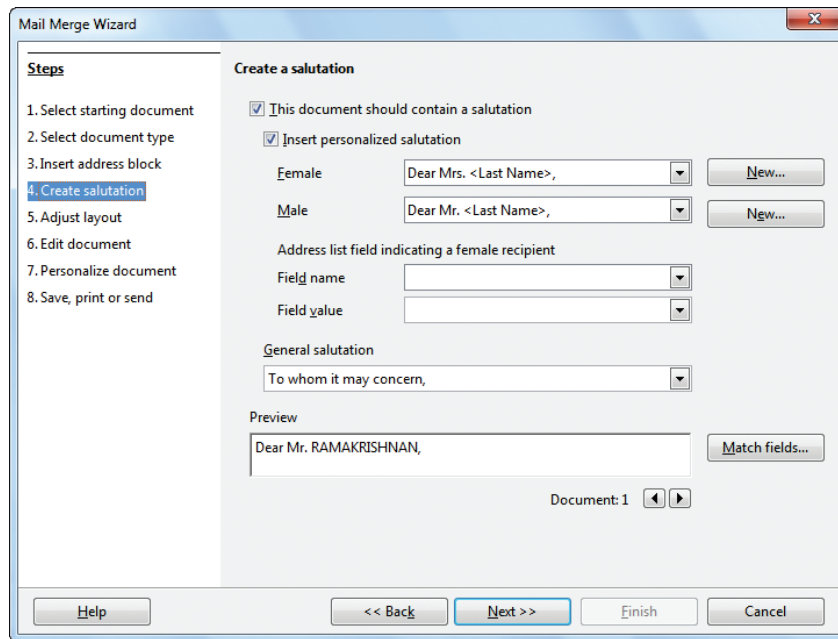 Mail Merge Wizard
Steps
1. Select starting document
2. Select document type
3. Insert address block
4. Create salutation
5. Adjust layout
6. Edit document
7. Personalize document
8. Save, print or send
Create a salutation
This document should contain a salutation
Insert personalized salutation
Female Dear Mrs. <Last Name>, New...
Male Dear Mr. <Last Name>, New...
Address list field indicating a female recipient
Field name
Field value
General salutation
To whom it may concern,
Preview
Dear Mr. RAMAKRISHNAN, Match fields...
Document: 1
Help << Back Next >> Finish Cancel